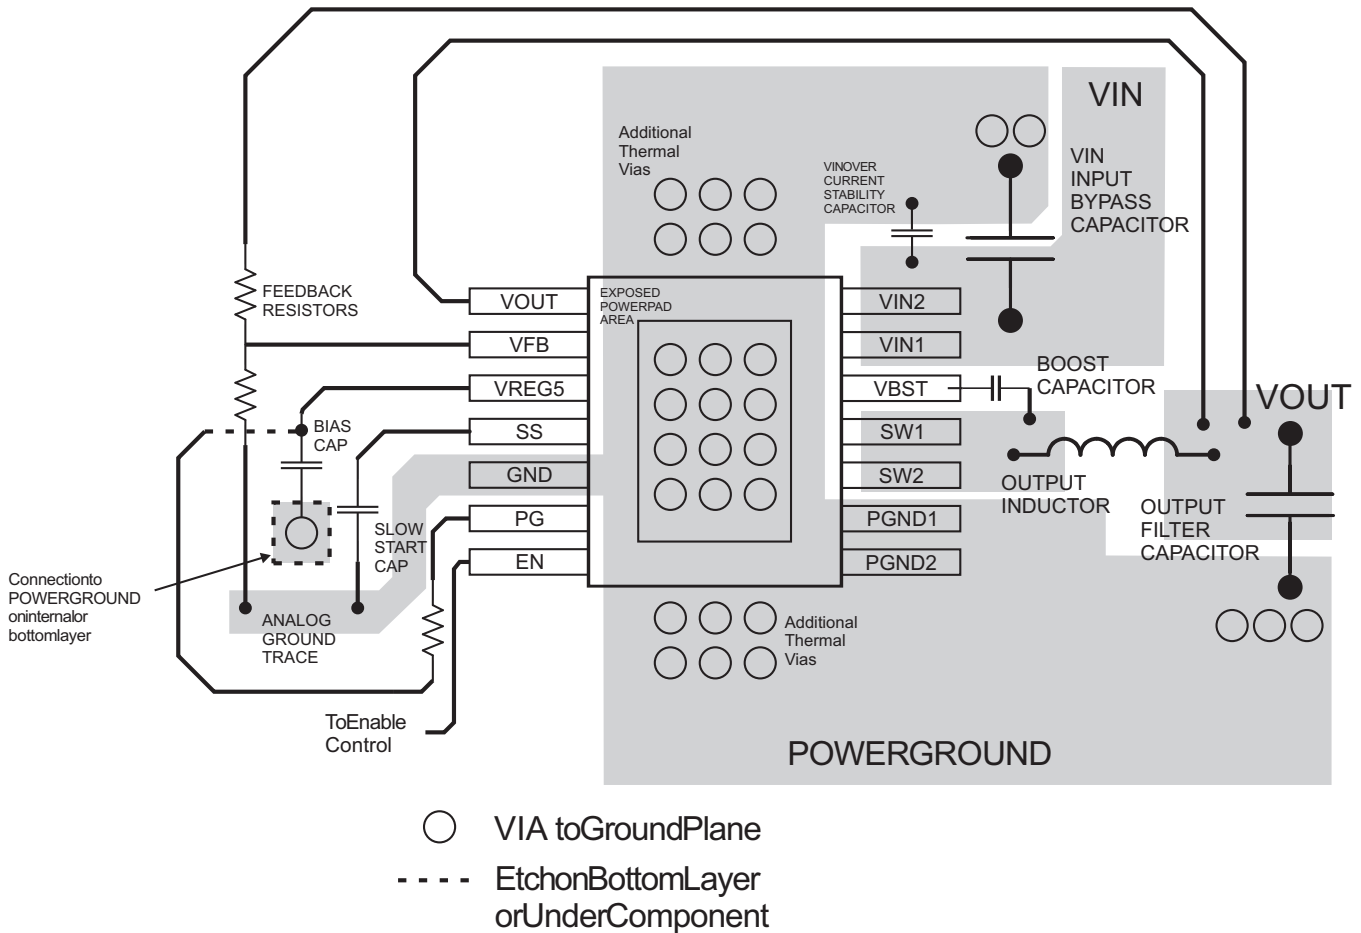 VIN
Additional
Thermal
Vias
VINOVER
CURRENT
STABILITY
CAPACITOR
VIN
INPUT
BYPASS
CAPACITOR
FEEDBACK
RESISTORS
EXPOSED
POWERPAD
AREA
VOUT
VFB
VREG5
SS
GND
PG
EN
VIN2
VIN1
VBST
SW1
SW2
PGND1
PGND2
BOOST
CAPACITOR
VOUT
BIAS
CAP
OUTPUT
INDUCTOR
OUTPUT
FILTER
CAPACITOR
SLOW
START
CAP
Connectionto
POWERGROUND
oninternalor
bottomlayer
ANALOG
GROUND
TRACE
Additional
Thermal
Vias
ToEnable
Control
POWERGROUND
VIA toGroundPlane
EtchonBottomLayer
orUnderComponent